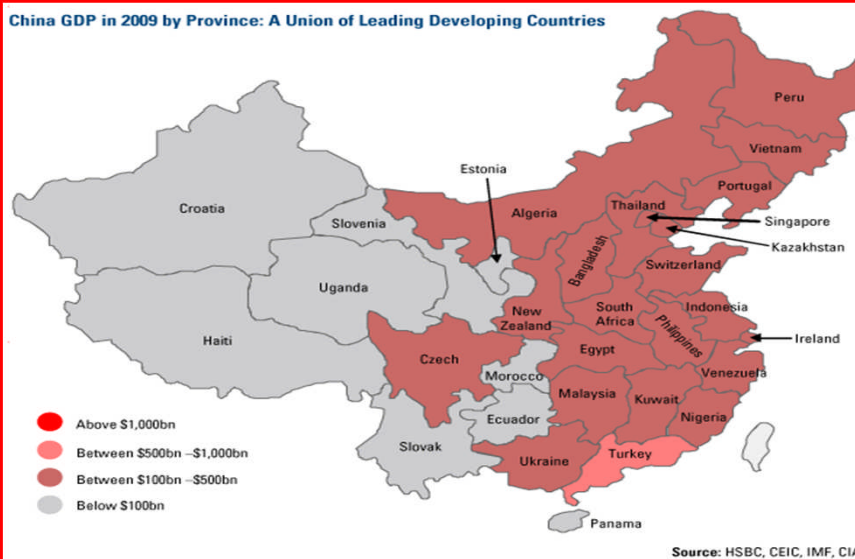 China GDP in 2009 by Province: A Union of Leading Developing Countries
Peru
Vietnam
Estonia
Portugal
Croatia
Thailand
Algeria
Singapore
Slovenia
Kazakhstan
Bangladesh
Switzerland
Uganda
Indonesia
New
Zealand
South
Africa
Philippines
Haiti
Ireland
Egypt
Czech
Venezuela
Morocco
Malaysia
Kuwait
Nigeria
Above $1,000bn
Ecuador
Between $500bn –$1,000bn
Slovak
Turkey
Ukraine
Between $100bn –$500bn
Below $100bn
Panama
Source: HSBC, CEIC, IMF, CIA